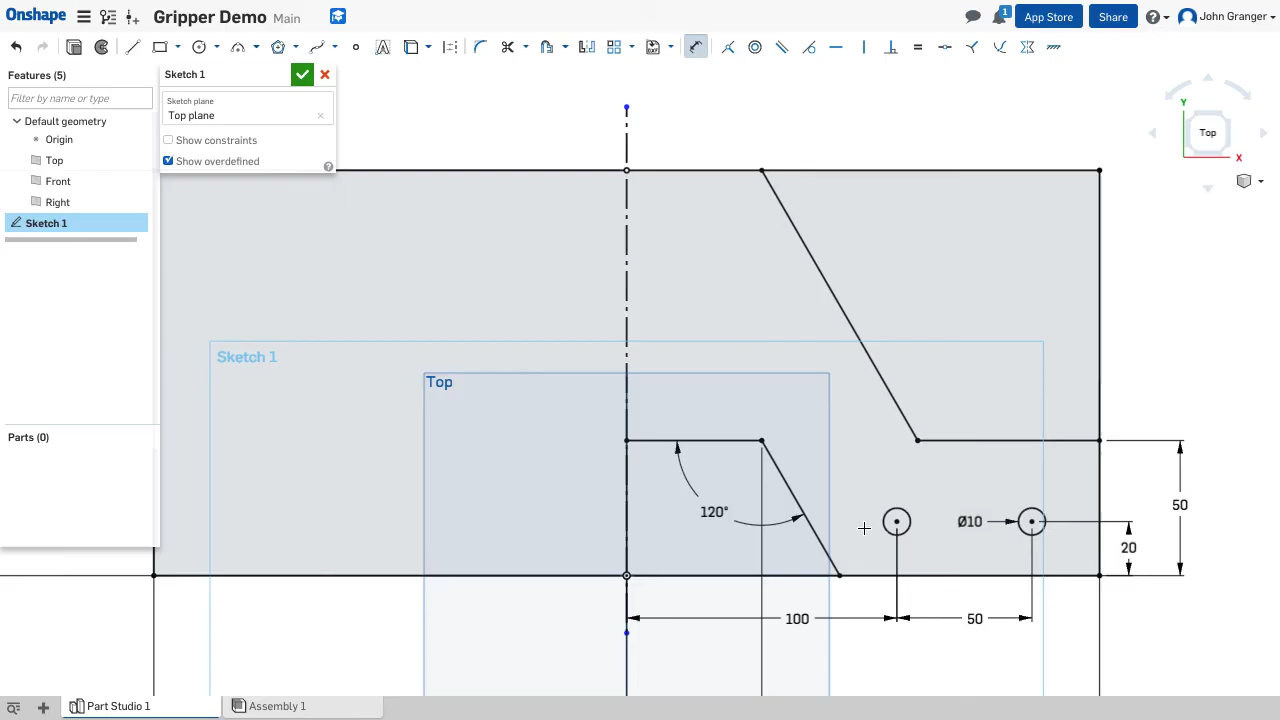 Onshape
Gripper Demo Main
1
App Store
Share
John Granger
Features (5)
Filter by name or type
Default geometry
Origin
Top
Front
Right
Sketch 1
Parts (0)
Sketch 1
Sketch plane
Top plane
Show constraints
Show overdefined
Y
Top
X
Sketch 1
Top
120°
Ø10
50
20
100
50
Part Studio 1
Assembly 1